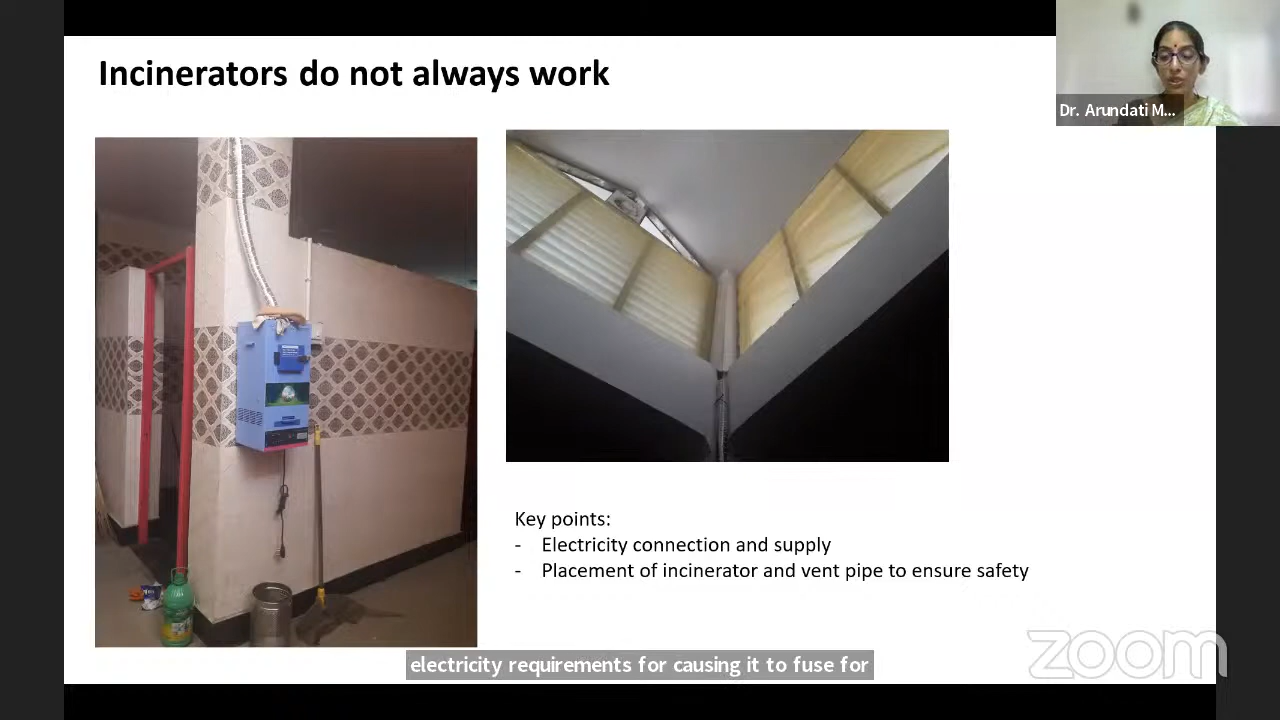 Incinerators do not always work
Dr. Arundati M...
Key points:
- Electricity connection and supply
- Placement of incinerator and vent pipe to ensure safety
electricity requirements for causing it to fuse for
zoom